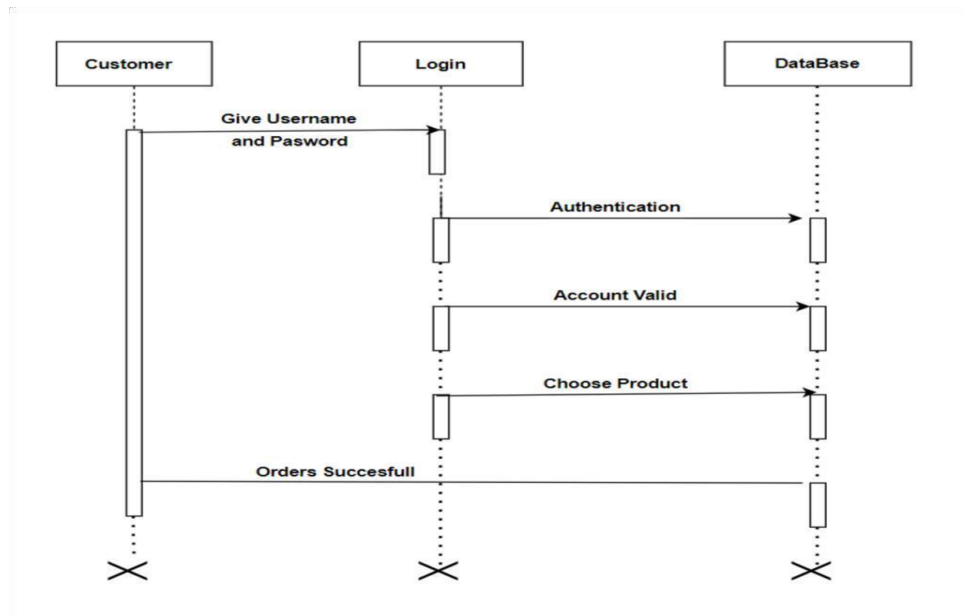 Customer
Login
DataBase
Give Username
and Pasword
Authentication
Account Valid
Choose Product
Orders Succesfull